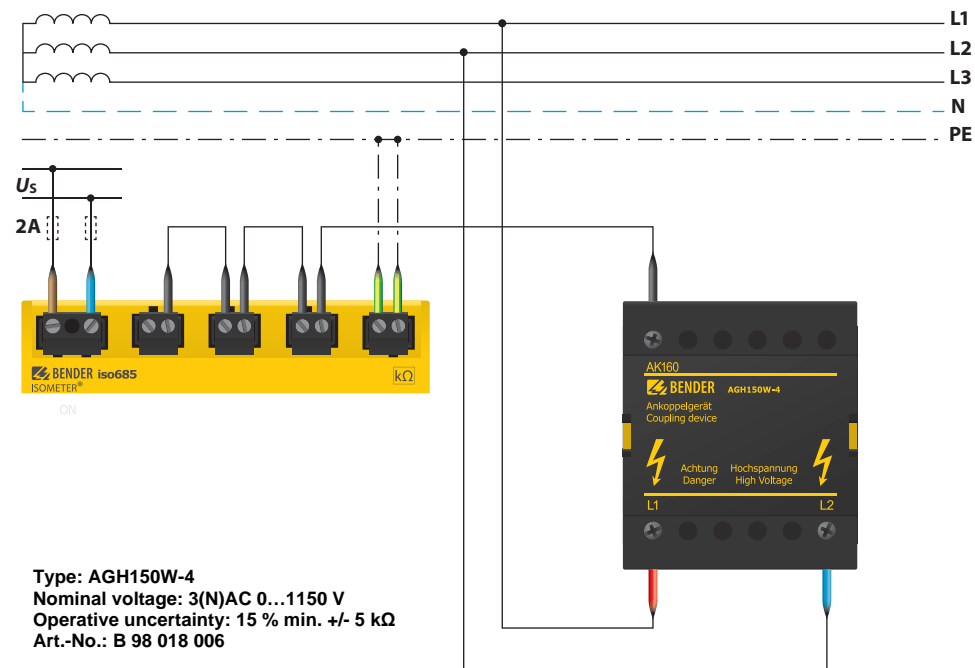 L1
L2
L3
N
PE
Us
2A
BENDER iso685
ISOMETER®
kΩ
ON
AK160
BENDER AGH150W-4
Ankoppelgerät
Coupling device
Achtung Hochspannung
Danger High Voltage
L1 L2
Type: AGH150W-4
Nominal voltage: 3(N)AC 0…1150 V
Operative uncertainty: 15 % min. +/- 5 kΩ
Art.-No.: B 98 018 006